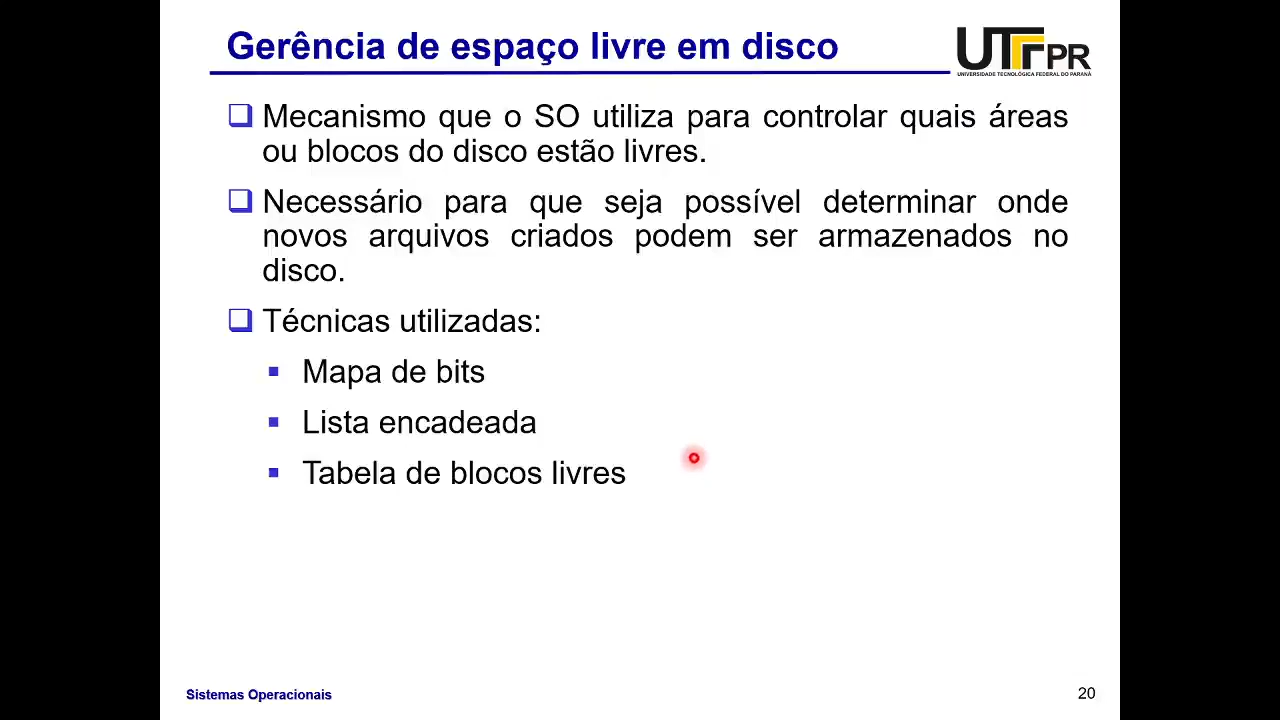 Gerência de espaço livre em disco
UTFPR
UNIVERSIDADE TECNOLÓGICA FEDERAL DO PARANÁ
Mecanismo que o SO utiliza para controlar quais áreas
ou blocos do disco estão livres.
Necessário para que seja possível determinar onde
novos arquivos criados podem ser armazenados no
disco.
Técnicas utilizadas:
Mapa de bits
Lista encadeada
Tabela de blocos livres
Sistemas Operacionais
20